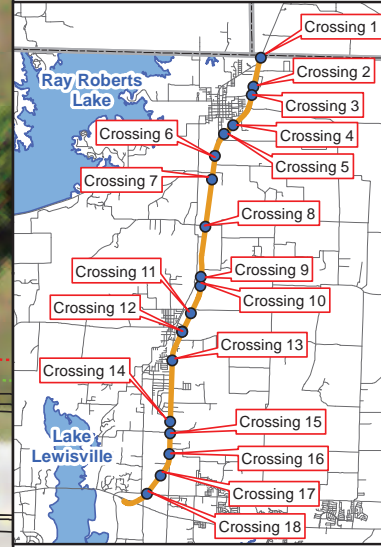 Crossing 1
Ray Roberts
Lake
Crossing 2
Crossing 3
Crossing 4
Crossing 6
Crossing 5
Crossing 7
Crossing 8
Crossing 9
Crossing 11
Crossing 10
Crossing 12
Crossing 13
Crossing 14
Crossing 15
Lake
Lewisville
Crossing 16
Crossing 17
Crossing 18